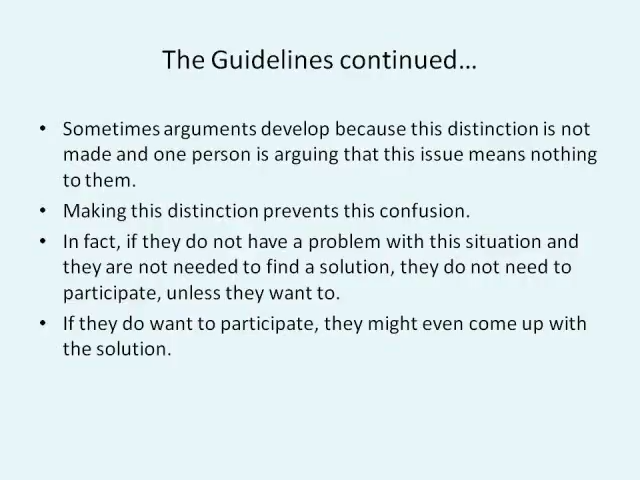 The Guidelines continued…
• Sometimes arguments develop because this distinction is not
made and one person is arguing that this issue means nothing
to them.
• Making this distinction prevents this confusion.
• In fact, if they do not have a problem with this situation and
they are not needed to find a solution, they do not need to
participate, unless they want to.
• If they do want to participate, they might even come up with
the solution.